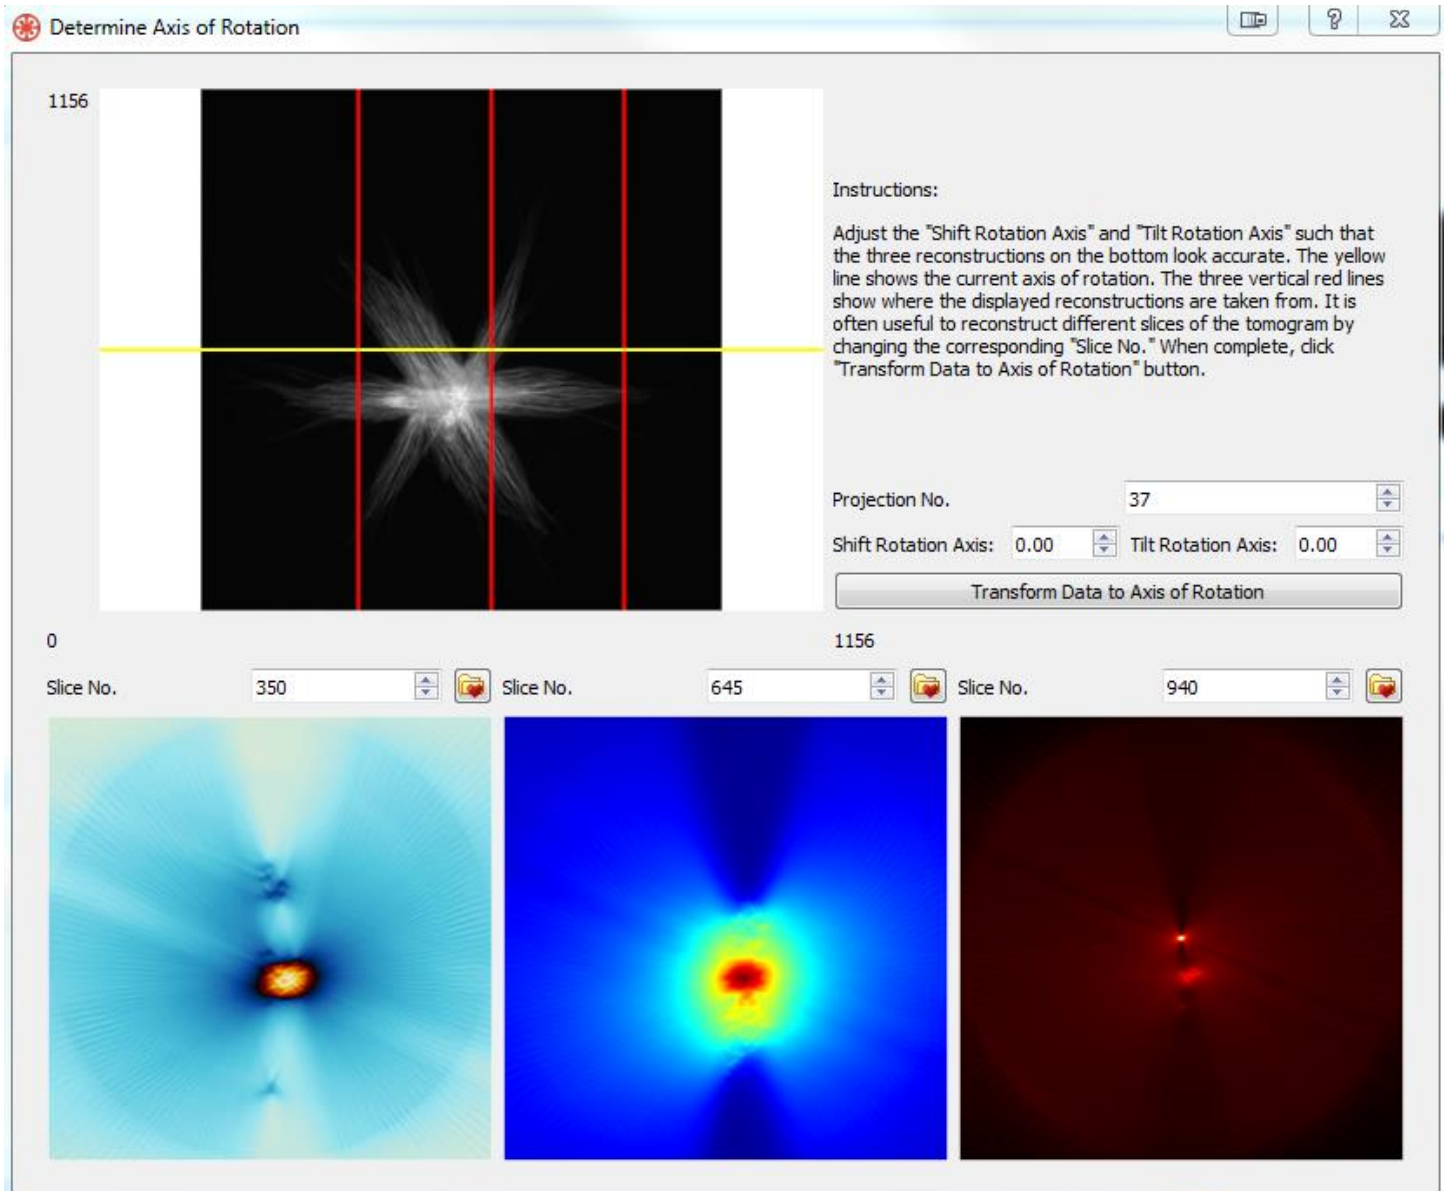 Determine Axis of Rotation
1156
Instructions:
Adjust the "Shift Rotation Axis" and "Tilt Rotation Axis" such that
the three reconstructions on the bottom look accurate. The yellow
line shows the current axis of rotation. The three vertical red lines
show where the displayed reconstructions are taken from. It is
often useful to reconstruct different slices of the tomogram by
changing the corresponding "Slice No." When complete, click
"Transform Data to Axis of Rotation" button.
Projection No. 37
Shift Rotation Axis: 0.00 Tilt Rotation Axis: 0.00
Transform Data to Axis of Rotation
0 1156
Slice No. 350 Slice No. 645 Slice No. 940